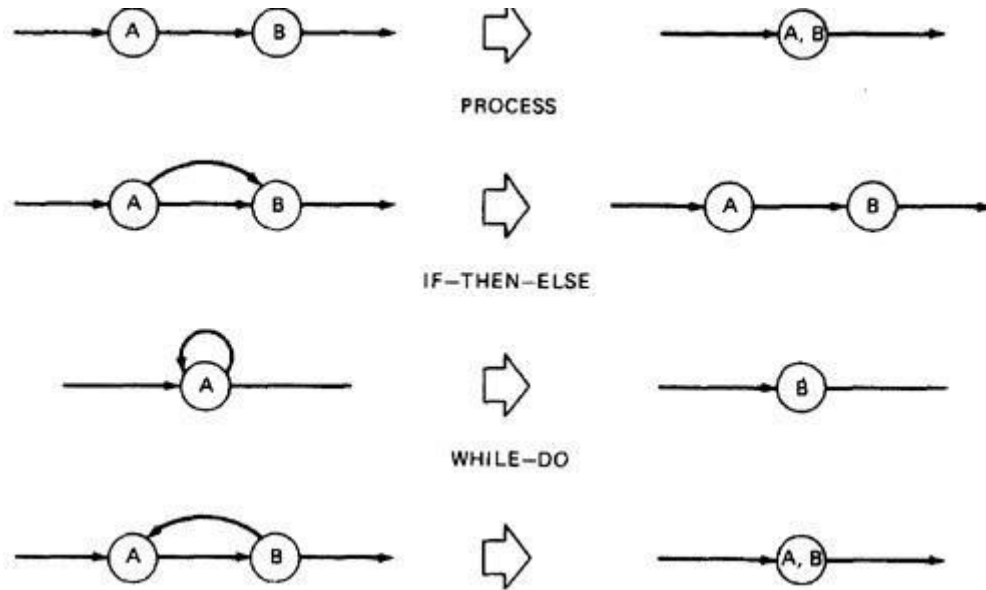 A B A, B
PROCESS
A B A B
IF-THEN-ELSE
A B
WHILE-DO
A B A, B